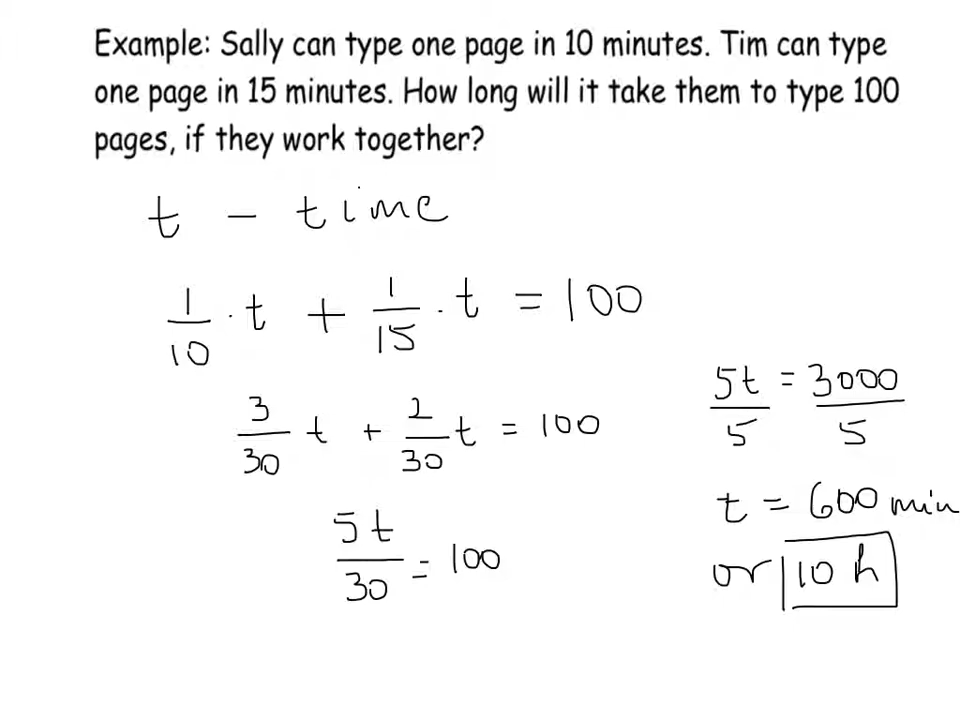 Example: Sally can type one page in 10 minutes. Tim can type
one page in 15 minutes. How long will it take them to type 100
pages, if they work together?
t - time
1/10 · t + 1/15 · t = 100
3/30 t + 2/30 t = 100
5t/30 = 100
5t/5 = 3000/5
t = 600 min
or 10 h